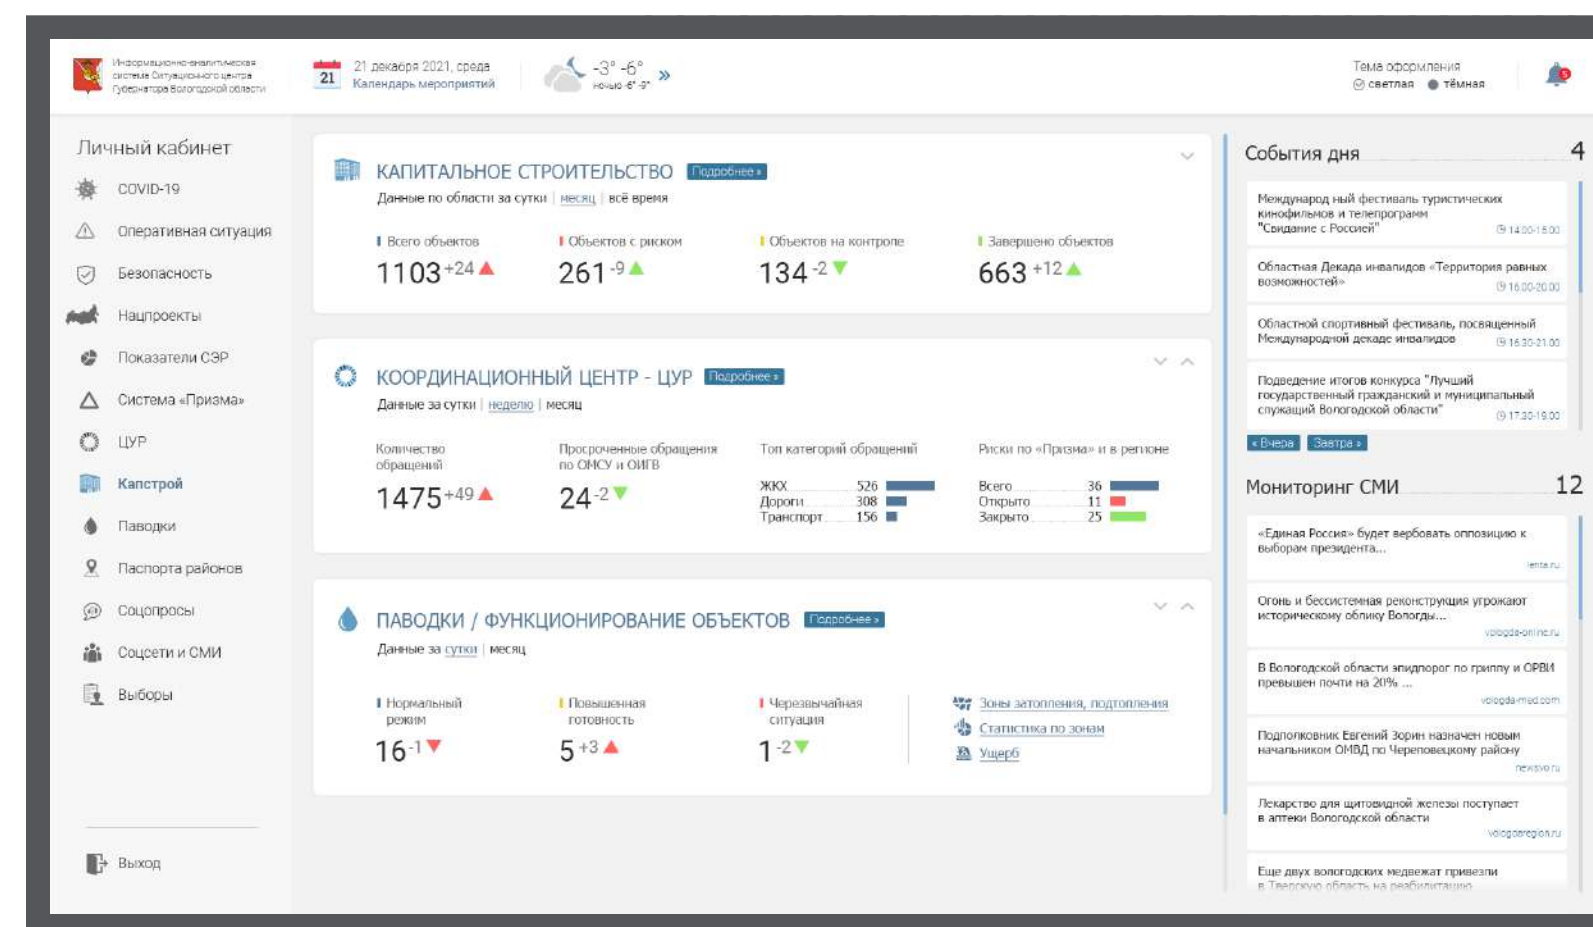 Информационно-аналитическая
система Ситуационного центра
Губернатора Вологодской области
21
21 декабря 2021, среда
Календарь мероприятий
-3° -6°
ночью -6° -9°
»
Тема оформления
светлая тёмная
5
Личный кабинет
COVID-19
Оперативная ситуация
Безопасность
Нацпроекты
Показатели СЭР
Система «Призма»
ЦУР
Капстрой
Паводки
Паспорта районов
Соцопросы
Соцсети и СМИ
Выборы
Выход
КАПИТАЛЬНОЕ СТРОИТЕЛЬСТВО Подробнее »
Данные по области за сутки | месяц | всё время
Всего объектов
1103 +24
Объектов с риском
261 -9
Объектов на контроле
134 -2
Завершено объектов
663 +12
КООРДИНАЦИОННЫЙ ЦЕНТР - ЦУР Подробнее »
Данные за сутки | неделю | месяц
Количество
обращений
1475 +49
Просроченные обращения
по ОМСУ и ОИГВ
24 -2
Топ категорий обращений
ЖКХ 526
Дороги 308
Транспорт 156
Риски по «Призма» и в регионе
Всего 36
Открыто 11
Закрыто 25
ПАВОДКИ / ФУНКЦИОНИРОВАНИЕ ОБЪЕКТОВ Подробнее »
Данные за сутки | месяц
Нормальный
режим
16 -1
Повышенная
готовность
5 +3
Черезвычайная
ситуация
1 -2
Зоны затопления, подтопления
Статистика по зонам
Ущерб
События дня 4
Международ ный фестиваль туристических
кинофильмов и телепрограмм
"Свидание с Россией" 14.00-15.00
Областная Декада инвалидов «Территория равных
возможностей» 16.00-20.00
Областной спортивный фестиваль, посвященный
Международной декаде инвалидов 16.30-21.00
Подведение итогов конкурса "Лучший
государственный гражданский и муниципальный
служащий Вологодской области" 17.30-19.00
« Вчера Завтра »
Мониторинг СМИ 12
«Единая Россия» будет вербовать оппозицию к
выборам президента...
lenta.ru
Огонь и бессистемная реконструкция угрожают
историческому облику Вологды...
vologda-online.ru
В Вологодской области эпидпорог по гриппу и ОРВИ
превышен почти на 20% ...
vologda-med.com
Подполковник Евгений Зорин назначен новым
начальником ОМВД по Череповецкому району
newsvo.ru
Лекарство для щитовидной железы поступает
в аптеки Вологодской области
vologdaregion.ru
Еще двух вологодских медвежат привезли
в Тверскую область на реабилитацию